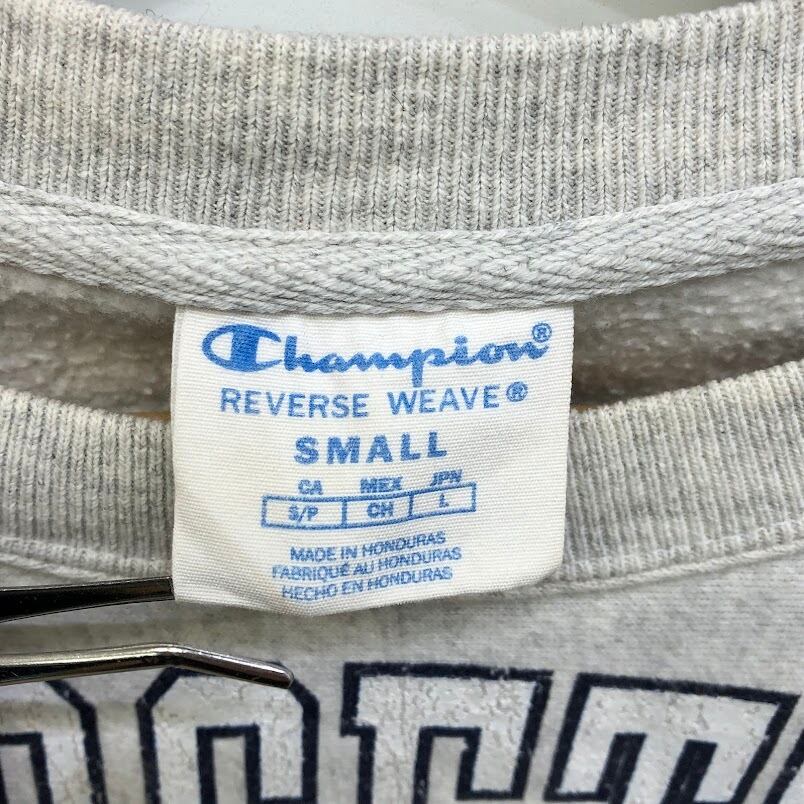 Champion®
REVERSE WEAVE®
SMALL
CA MEX JPN
S/P CH L
MADE IN HONDURAS
FABRIQUÉ AU HONDURAS
HECHO EN HONDURAS